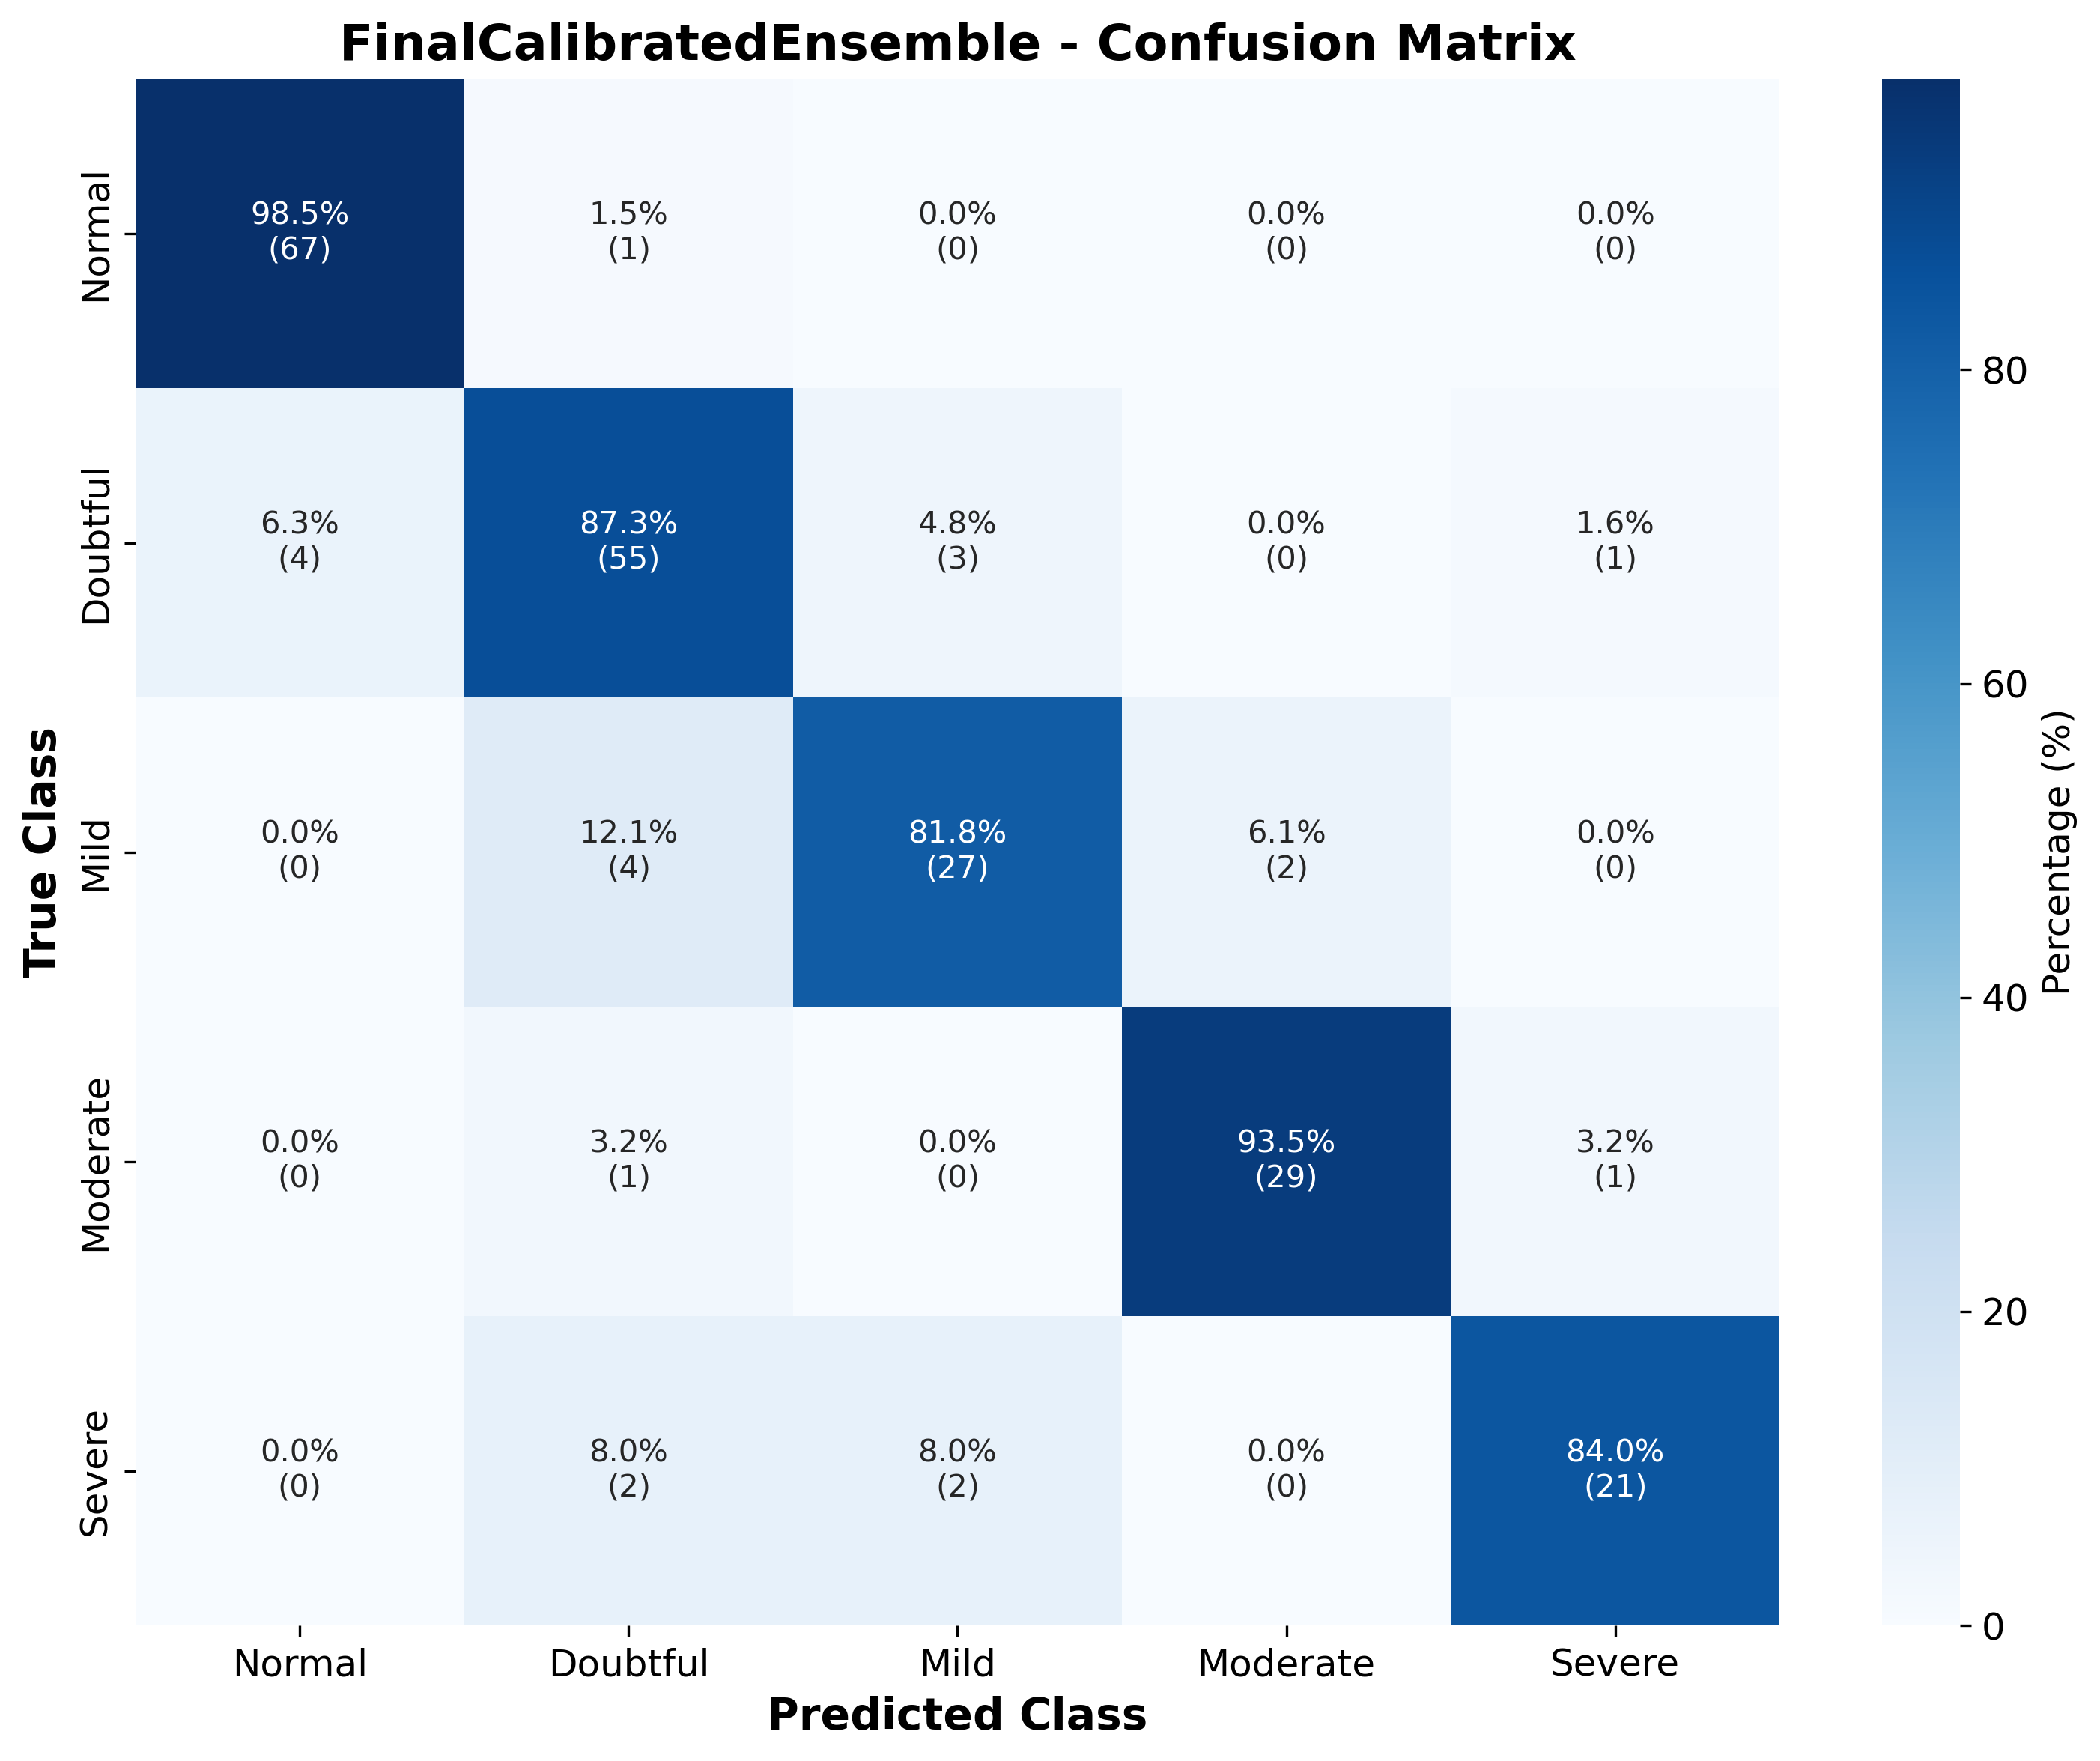 FinalCalibratedEnsemble - Confusion Matrix
True Class
Normal
98.5% 1.5% 0.0% 0.0% 0.0%
(67) (1) (0) (0) (0)
Doubtful
6.3% 87.3% 4.8% 0.0% 1.6%
(4) (55) (3) (0) (1)
Mild
0.0% 12.1% 81.8% 6.1% 0.0%
(0) (4) (27) (2) (0)
Moderate
0.0% 3.2% 0.0% 93.5% 3.2%
(0) (1) (0) (29) (1)
Severe
0.0% 8.0% 8.0% 0.0% 84.0%
(0) (2) (2) (0) (21)
Normal Doubtful Mild Moderate Severe
Predicted Class
80
60
40
20
0
Percentage (%)